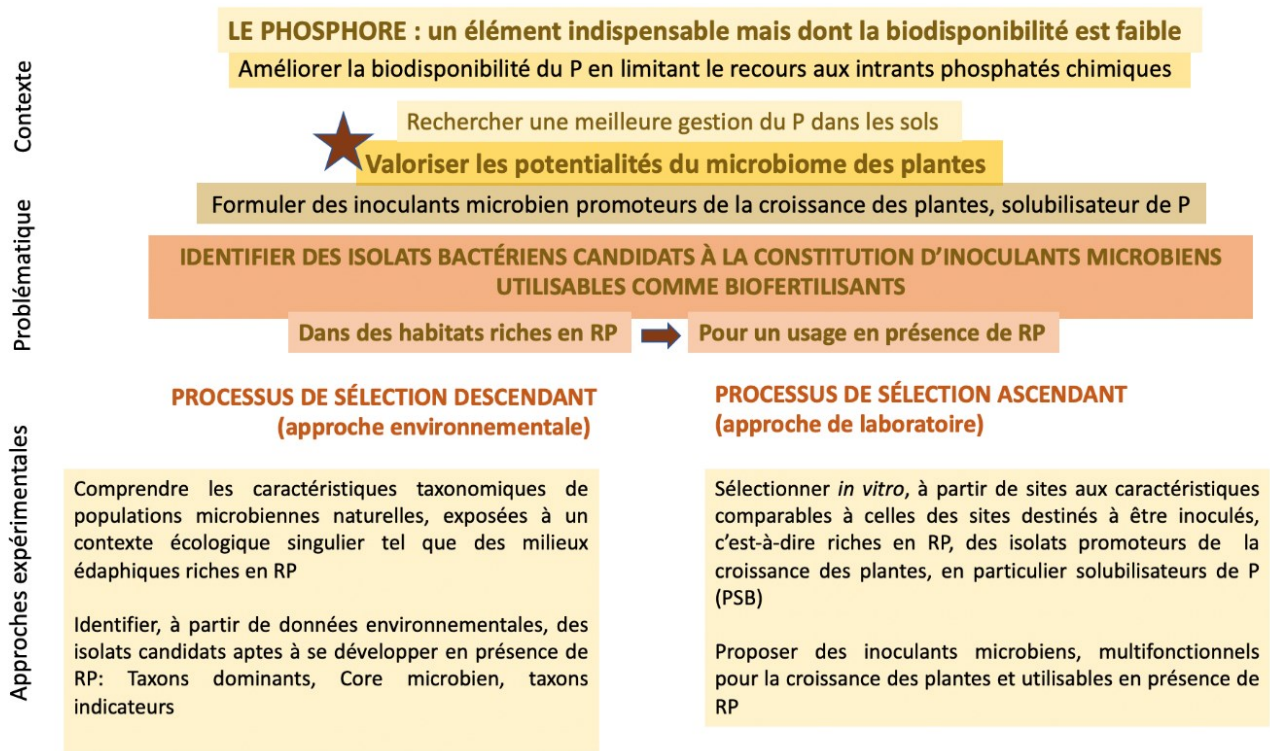 Contexte
LE PHOSPHORE : un élément indispensable mais dont la biodisponibilité est faible
Améliorer la biodisponibilité du P en limitant le recours aux intrants phosphatés chimiques
Rechercher une meilleure gestion du P dans les sols
Valoriser les potentialités du microbiome des plantes
Problématique
Formuler des inoculants microbien promoteurs de la croissance des plantes, solubilisateur de P
IDENTIFIER DES ISOLATS BACTÉRIENS CANDIDATS À LA CONSTITUTION D’INOCULANTS MICROBIENS
UTILISABLES COMME BIOFERTILISANTS
Dans des habitats riches en RP
Pour un usage en présence de RP
Approches expérimentales
PROCESSUS DE SÉLECTION DESCENDANT
(approche environnementale)
Comprendre les caractéristiques taxonomiques de
populations microbiennes naturelles, exposées à un
contexte écologique singulier tel que des milieux
édaphiques riches en RP
Identifier, à partir de données environnementales, des
isolats candidats aptes à se développer en présence de
RP: Taxons dominants, Core microbien, taxons
indicateurs
PROCESSUS DE SÉLECTION ASCENDANT
(approche de laboratoire)
Sélectionner in vitro, à partir de sites aux caractéristiques
comparables à celles des sites destinés à être inoculés,
c’est-à-dire riches en RP, des isolats promoteurs de la
croissance des plantes, en particulier solubilisateurs de P
(PSB)
Proposer des inoculants microbiens, multifonctionnels
pour la croissance des plantes et utilisables en présence de
RP